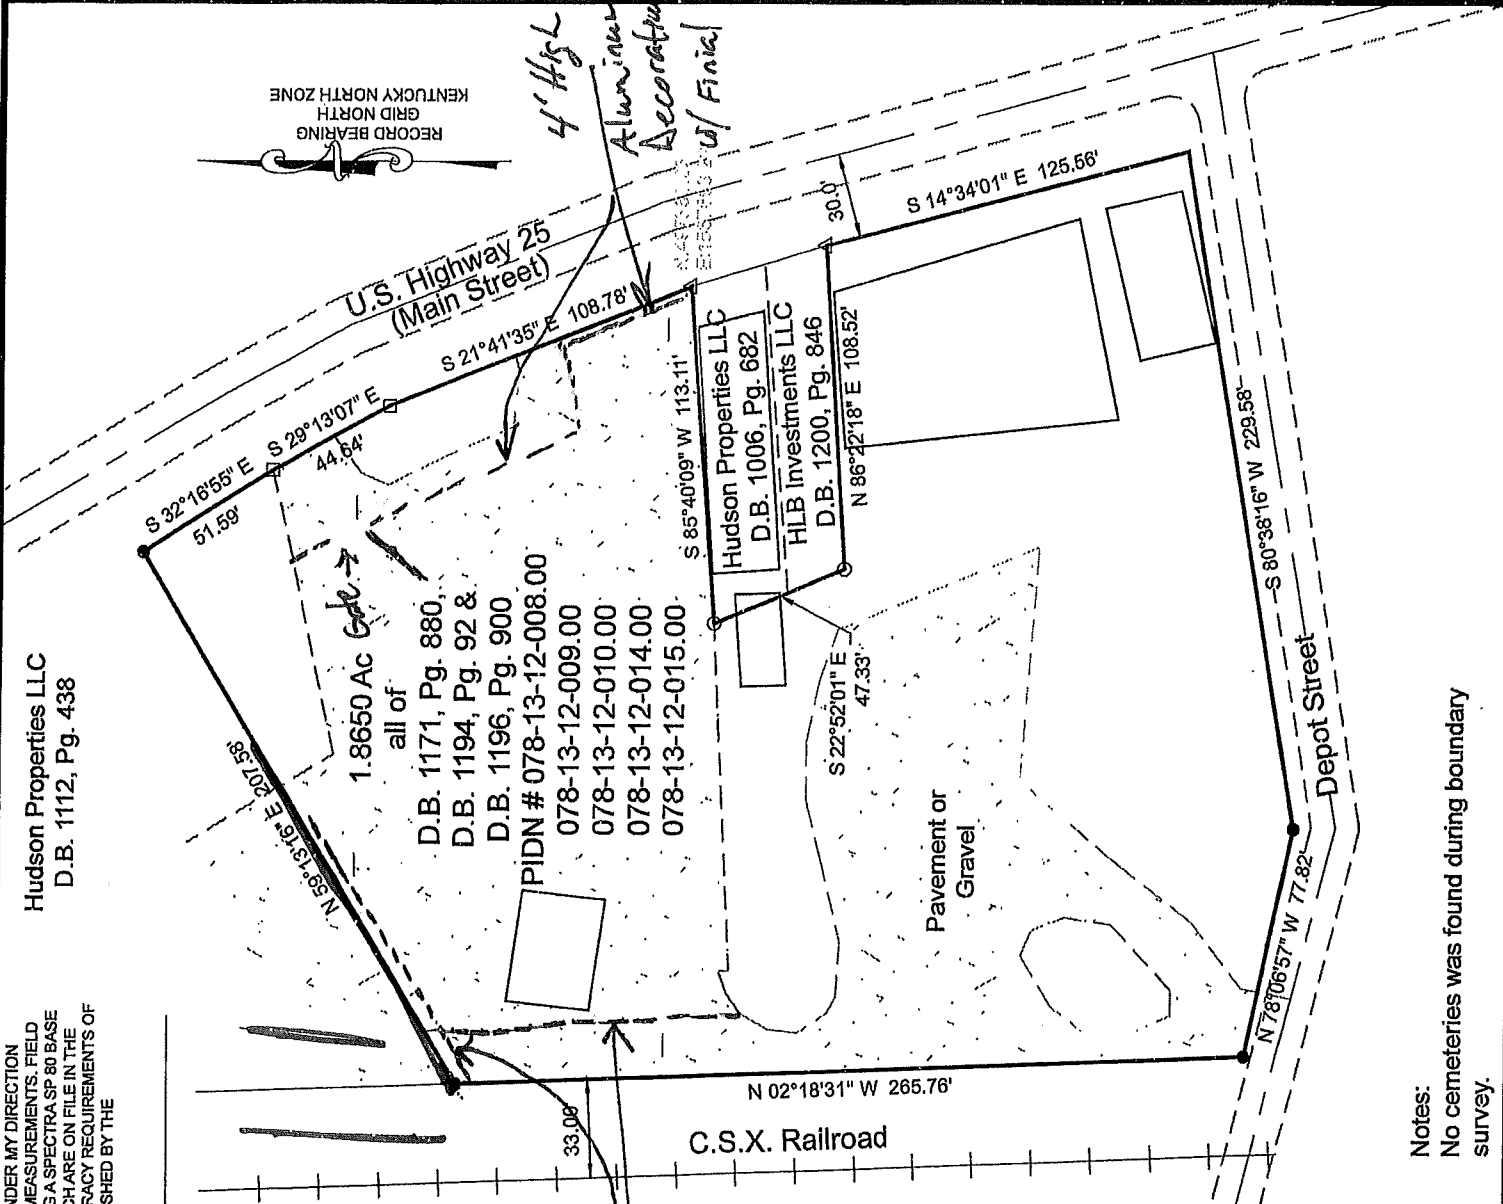 RECORD BEARING
GRID NORTH
KENTUCKY NORTH ZONE
4' High
Decorative
w/ Finial
U.S. Highway 25
(Main Street)
30.0'
S 14°34'01" E 125.56'
S 21°41'35" E 108.78'
S 29°13'07" E
44.64'
S 32°16'55" E
51.59'
S 85°40'09" W 113.11'
Hudson Properties LLC
D.B. 1006, Pg. 682
HLB Investments LLC
D.B. 1200, Pg. 846
N 86°22'18" E 108.52'
S 80°38'16" W 229.58'
Hudson Properties LLC
D.B. 1112, Pg. 438
N 59°13'16" E 207.58'
Gate
1.8650 Ac
all of
D.B. 1171, Pg. 880,
D.B. 1194, Pg. 92 &
D.B. 1196, Pg. 900
PIDN # 078-13-12-008.00
078-13-12-009.00
078-13-12-010.00
078-13-12-014.00
078-13-12-015.00
S 22°52'01" E
47.33'
Pavement or
Gravel
Depot Street
N 78°06'57" W 77.82'
N 02°18'31" W 265.76'
33.00'
C.S.X. Railroad
NDER MY DIRECTION
MEASUREMENTS. FIELD
G A SPECTRA SP 80 BASE
CH ARE ON FILE IN THE
RACY REQUIREMENTS OF
SHED BY THE
Notes:
No cemeteries was found during boundary
survey.